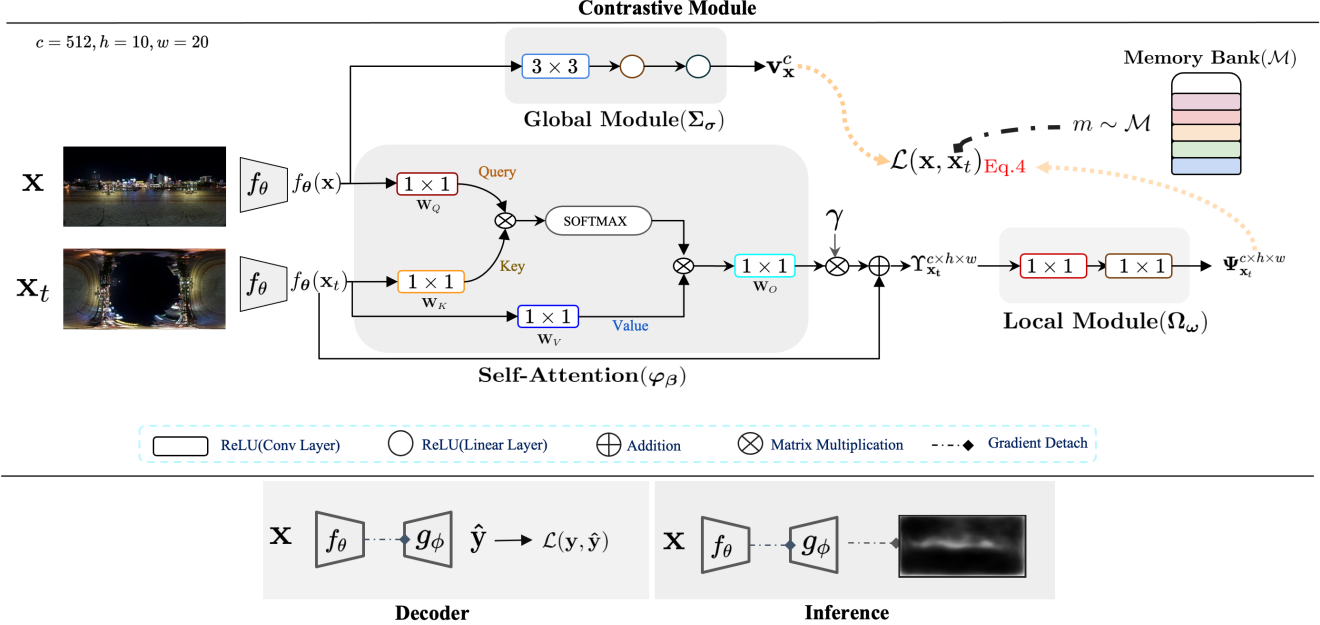 Contrastive Module
c = 512, h = 10, w = 20
3 × 3
v_x^c
Global Module(Σ_σ)
Memory Bank(ℳ)
m ∼ ℳ
ℒ(x, x_t) Eq.4
x
f_θ
f_θ(x)
1 × 1
W_Q
Query
SOFTMAX
x_t
f_θ
f_θ(x_t)
1 × 1
W_K
Key
1 × 1
W_V
Value
1 × 1
W_O
γ
Υ_{x_t}^{c×h×w}
1 × 1
1 × 1
Ψ_{x_t}^{c×h×w}
Local Module(Ω_ω)
Self-Attention(φ_β)
ReLU(Conv Layer)
ReLU(Linear Layer)
Addition
Matrix Multiplication
Gradient Detach
x
f_θ
g_ϕ
ŷ
ℒ(y, ŷ)
Decoder
x
f_θ
g_ϕ
Inference